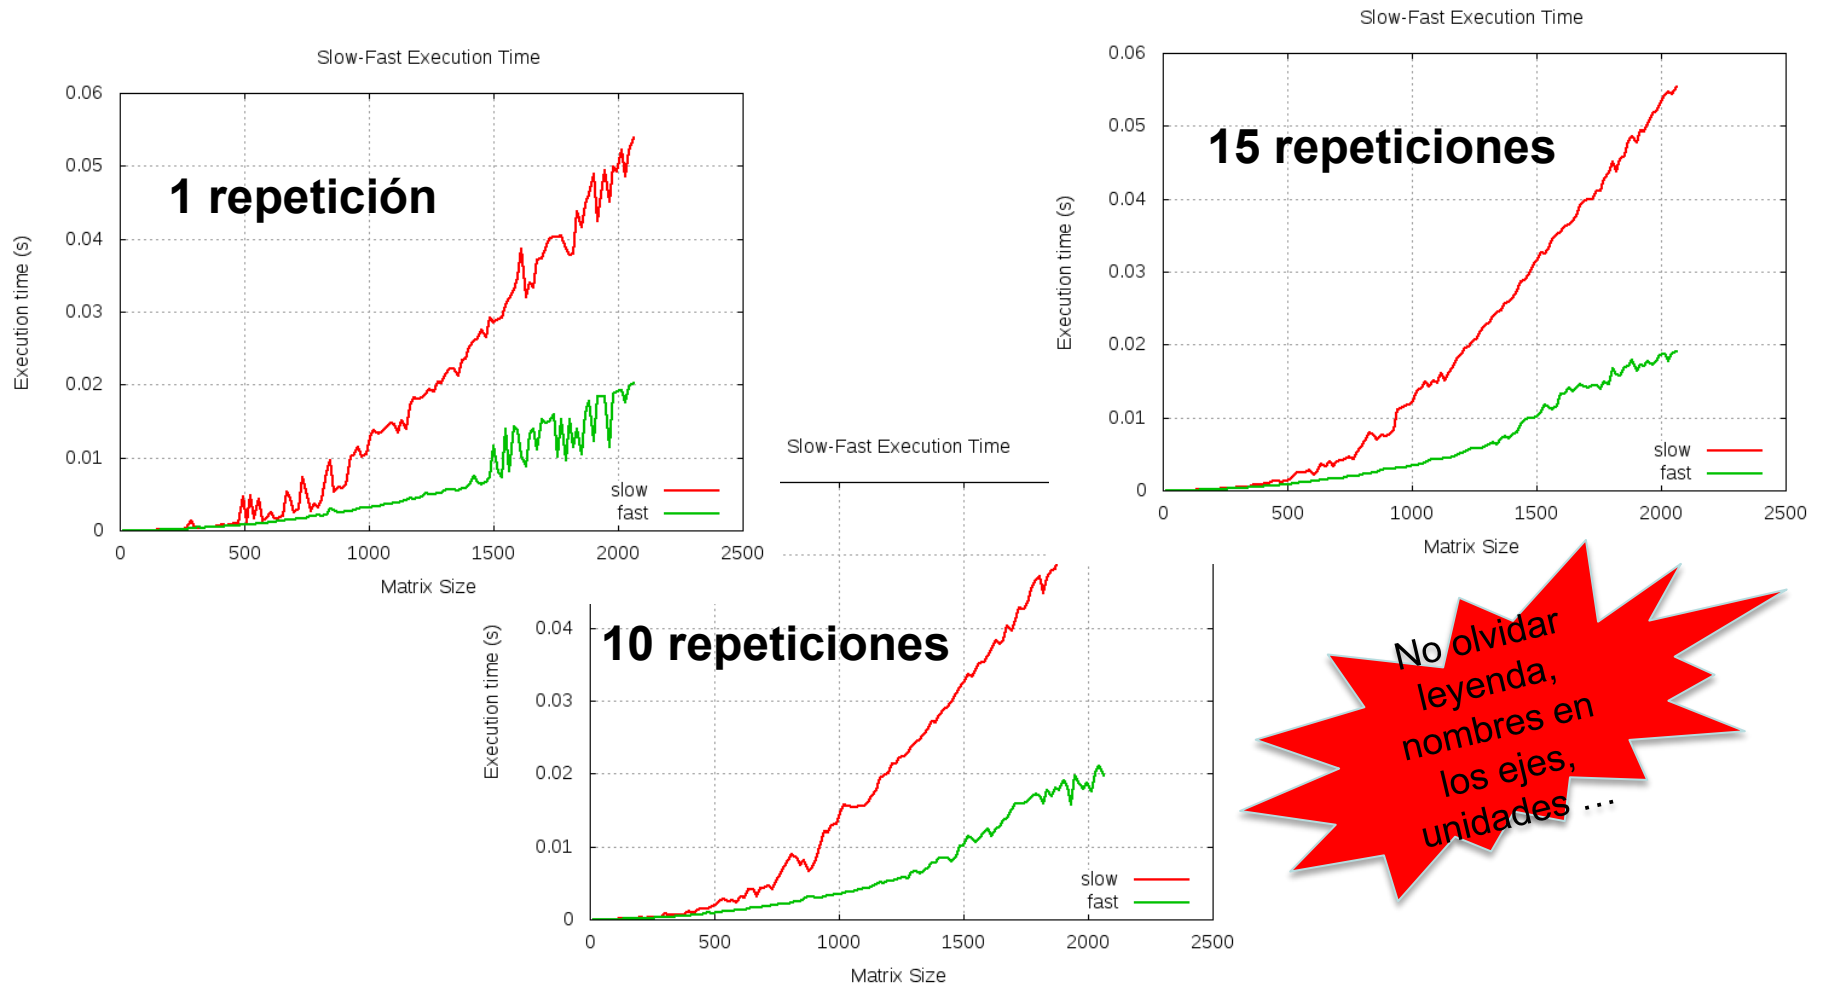 Slow-Fast Execution Time
0.06
0.05
0.04
0.03
0.02
0.01
0
Execution time (s)
1 repetición
slow
fast
0 500 1000 1500 2000 2500
Matrix Size
Slow-Fast Execution Time
0.06
0.05
0.04
0.03
0.02
0.01
0
Execution time (s)
15 repeticiones
slow
fast
0 500 1000 1500 2000 2500
Matrix Size
Slow-Fast Execution Time
0.04
0.03
0.02
0.01
0
Execution time (s)
10 repeticiones
slow
fast
0 500 1000 1500 2000 2500
Matrix Size
No olvidar
leyenda,
nombres en
los ejes,
unidades …